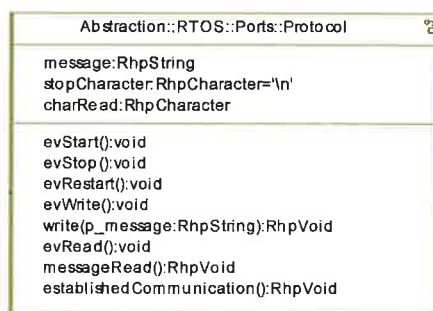 Abstraction::RTOS::Ports::Protocol
message:RhpString
stopCharacter:RhpCharacter='\n'
charRead:RhpCharacter
evStart():void
evStop():void
evRestart():void
evWrite():void
write(p_message:RhpString):RhpVoid
evRead():void
messageRead():RhpVoid
establishedCommunication():RhpVoid